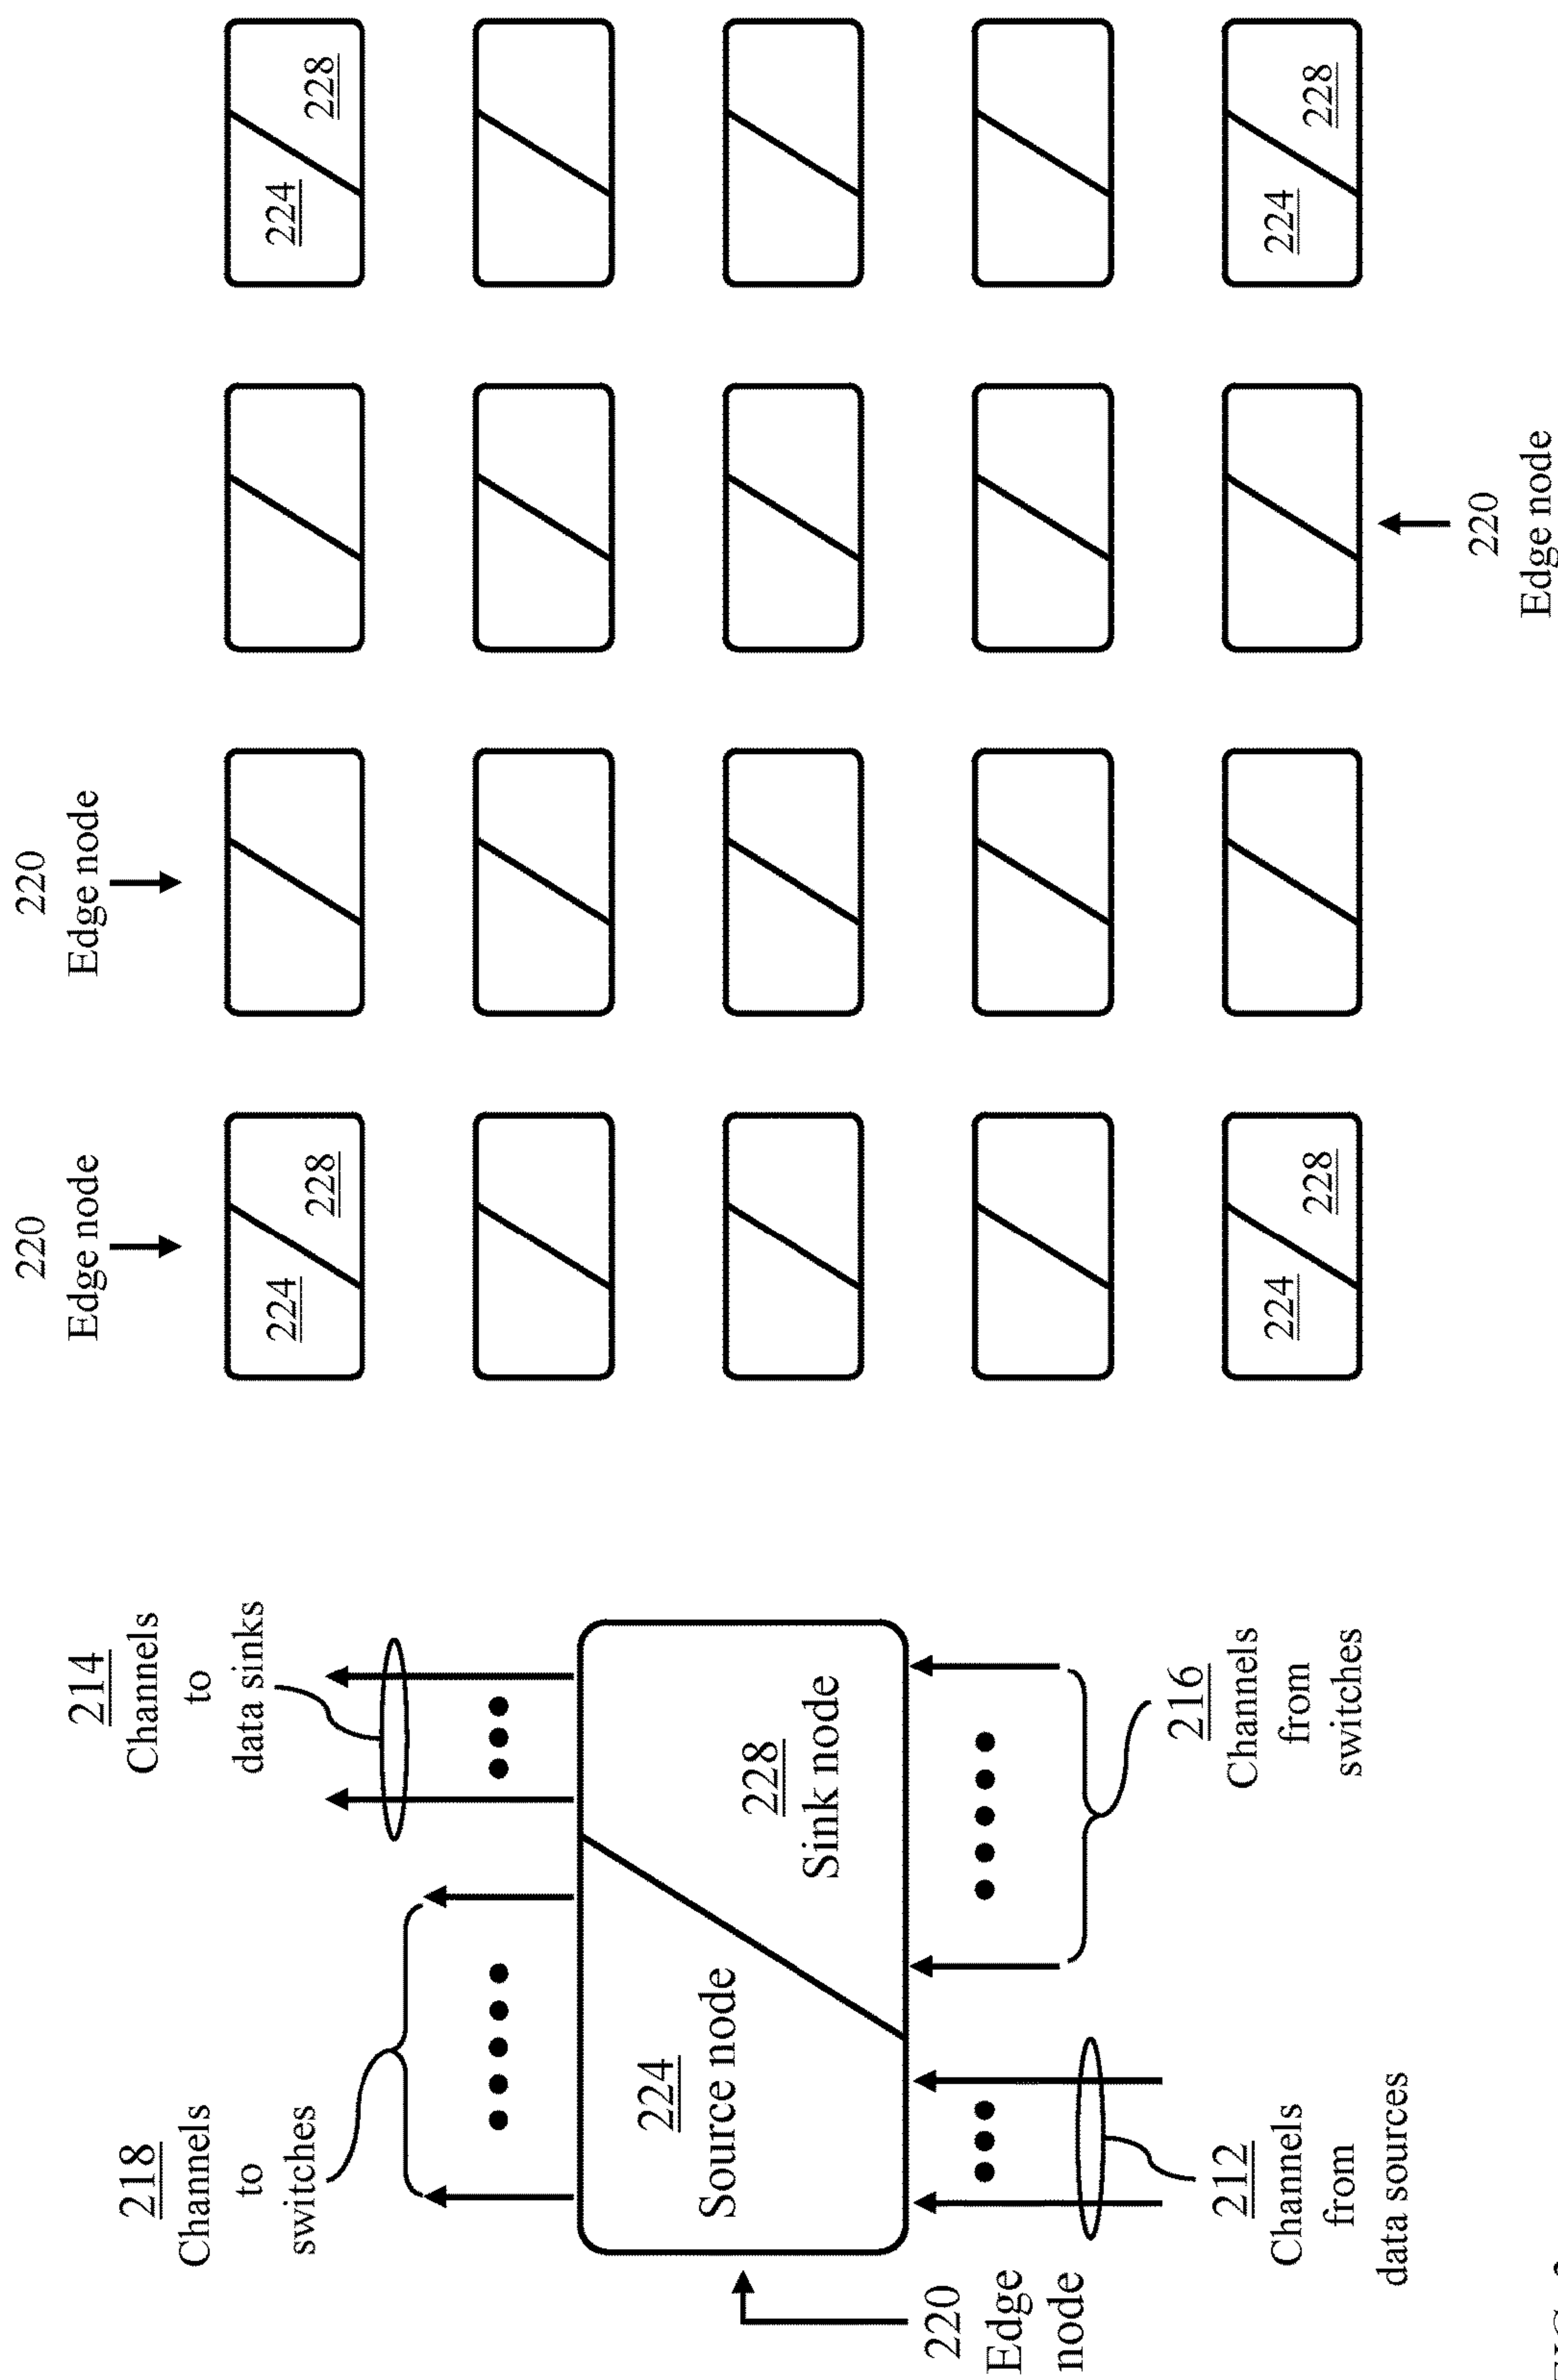 218
Channels
to
switches
214
Channels
to
data sinks
224
Source node
228
Sink node
220
Edge
node
212
Channels
from
data sources
216
Channels
from
switches
220
Edge node
220
Edge node
224
228
224
228
224
228
224
228
220
Edge node
FIG.